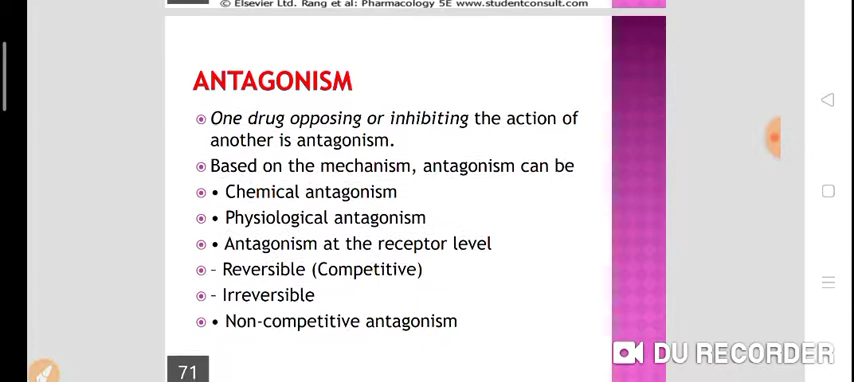 © Elsevier Ltd. Rang et al: Pharmacology 5E www.studentconsult.com
ANTAGONISM
One drug opposing or inhibiting the action of
another is antagonism.
Based on the mechanism, antagonism can be
• Chemical antagonism
• Physiological antagonism
• Antagonism at the receptor level
– Reversible (Competitive)
– Irreversible
• Non-competitive antagonism
71
DU RECORDER